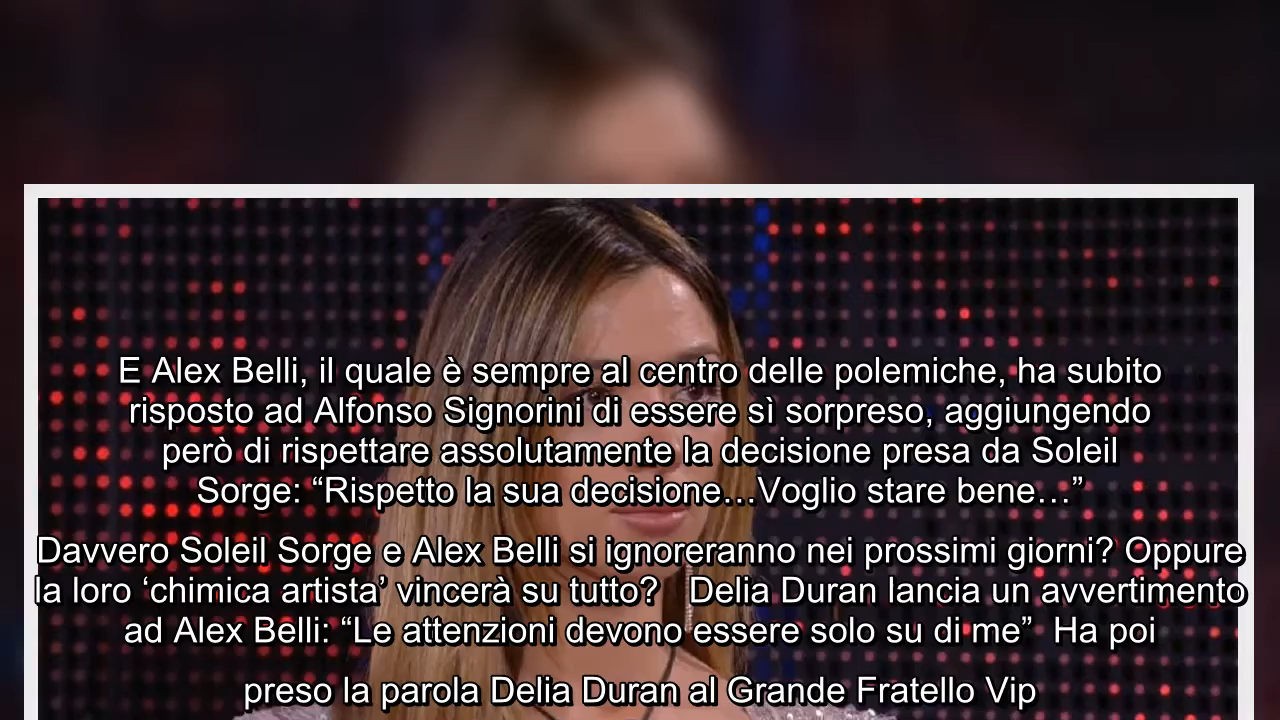 E Alex Belli, il quale è sempre al centro delle polemiche, ha subito
risposto ad Alfonso Signorini di essere sì sorpreso, aggiungendo
però di rispettare assolutamente la decisione presa da Soleil
Sorge: “Rispetto la sua decisione…Voglio stare bene…”
Davvero Soleil Sorge e Alex Belli si ignoreranno nei prossimi giorni? Oppure
la loro ‘chimica artista’ vincerà su tutto?   Delia Duran lancia un avvertimento
ad Alex Belli: “Le attenzioni devono essere solo su di me”  Ha poi
preso la parola Delia Duran al Grande Fratello Vip